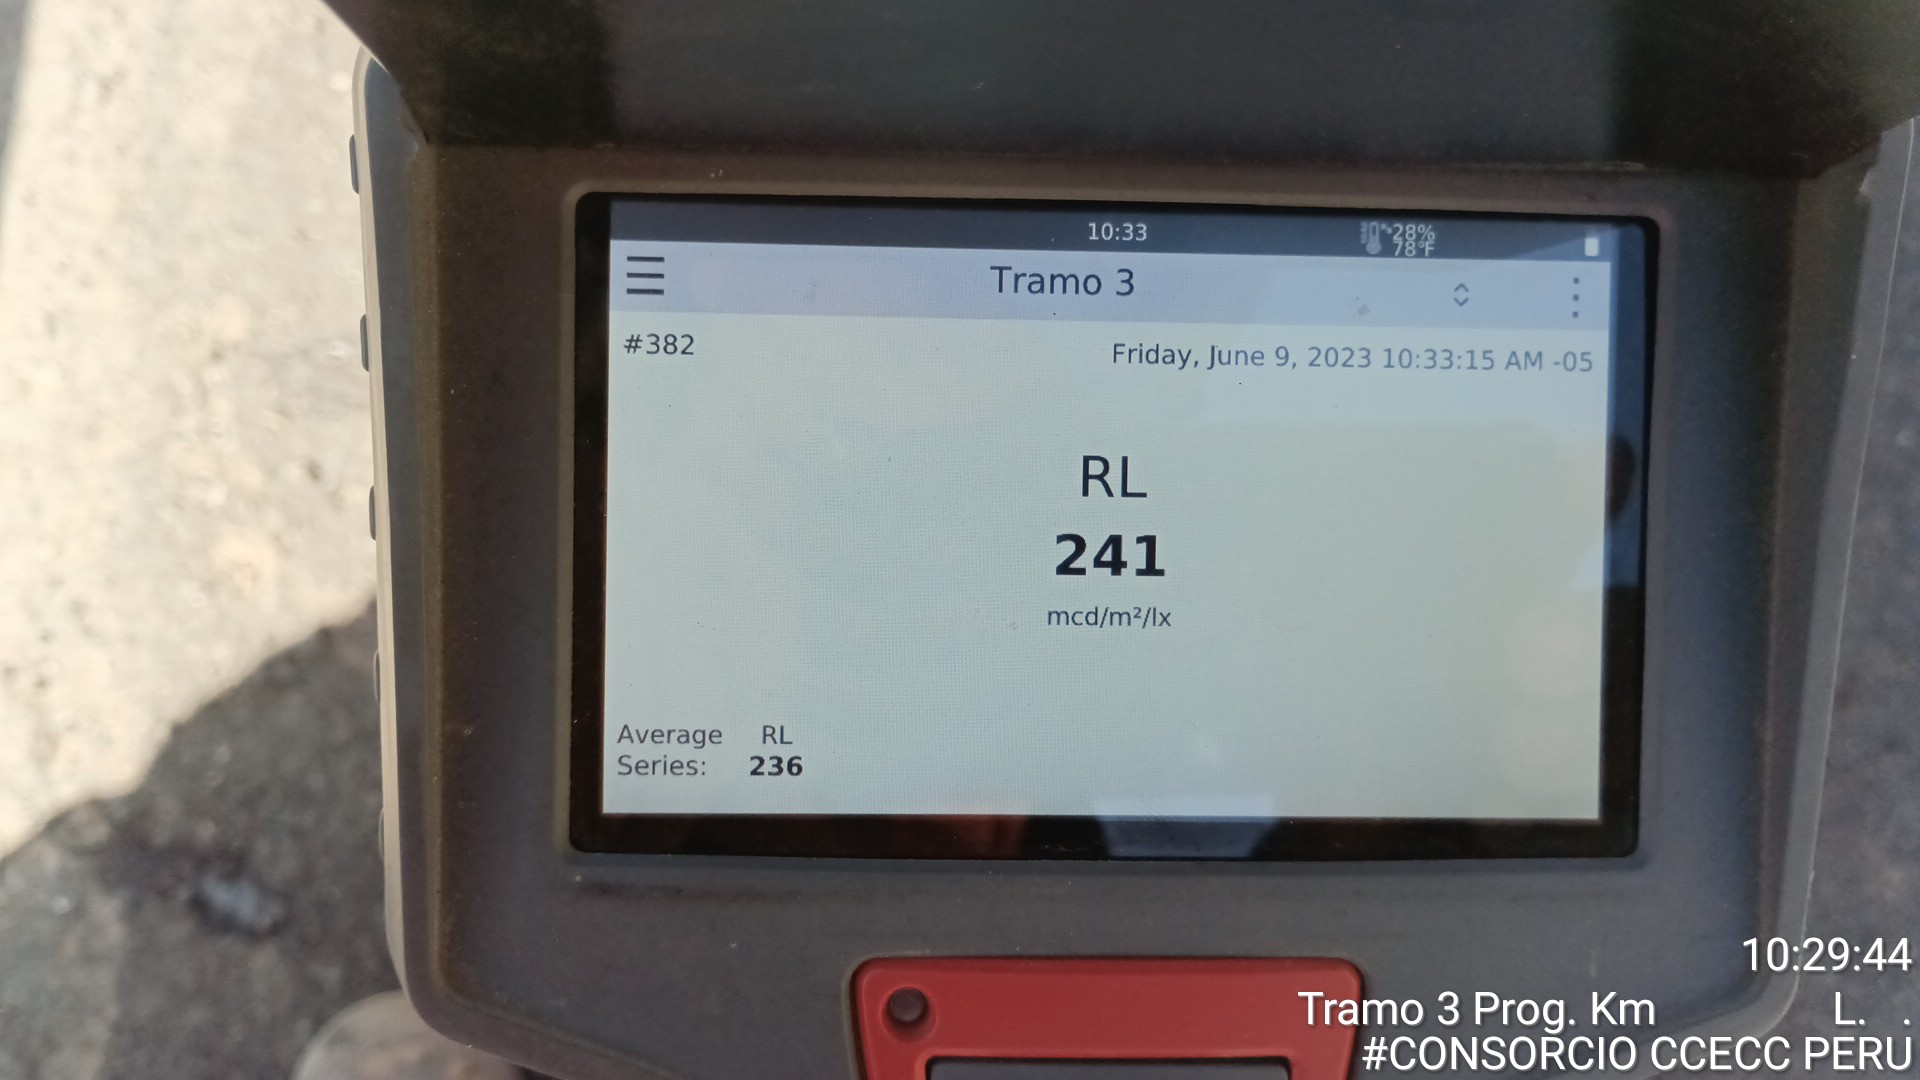 10:33
28%
78°F
Tramo 3
#382
Friday, June 9, 2023 10:33:15 AM -05
RL
241
mcd/m²/lx
Average RL
Series: 236
10:29:44
Tramo 3 Prog. Km L. .
#CONSORCIO CCECC PERU